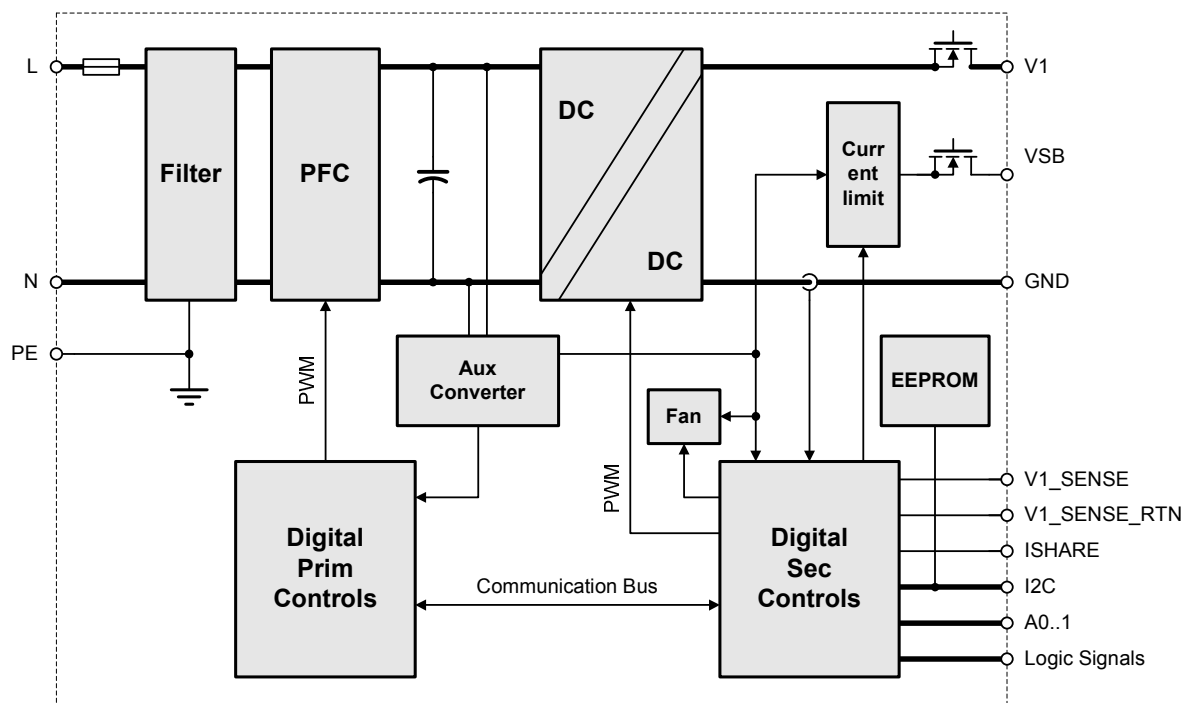 L
V1
DC
Filter
PFC
Curr
ent
limit
VSB
DC
N
GND
PE
PWM
Aux
Converter
EEPROM
Fan
PWM
V1_SENSE
V1_SENSE_RTN
ISHARE
I2C
A0..1
Logic Signals
Digital
Prim
Controls
Communication Bus
Digital
Sec
Controls